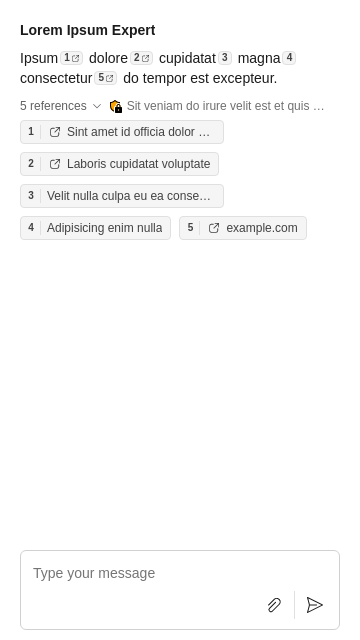 Lorem Ipsum Expert
Ipsum 1 dolore 2 cupidatat 3 magna 4
consectetur 5 do tempor est excepteur.
5 references Sit veniam do irure velit est et quis …
1 Sint amet id officia dolor …
2 Laboris cupidatat voluptate
3 Velit nulla culpa eu ea conse…
4 Adipisicing enim nulla 5 example.com
Type your message